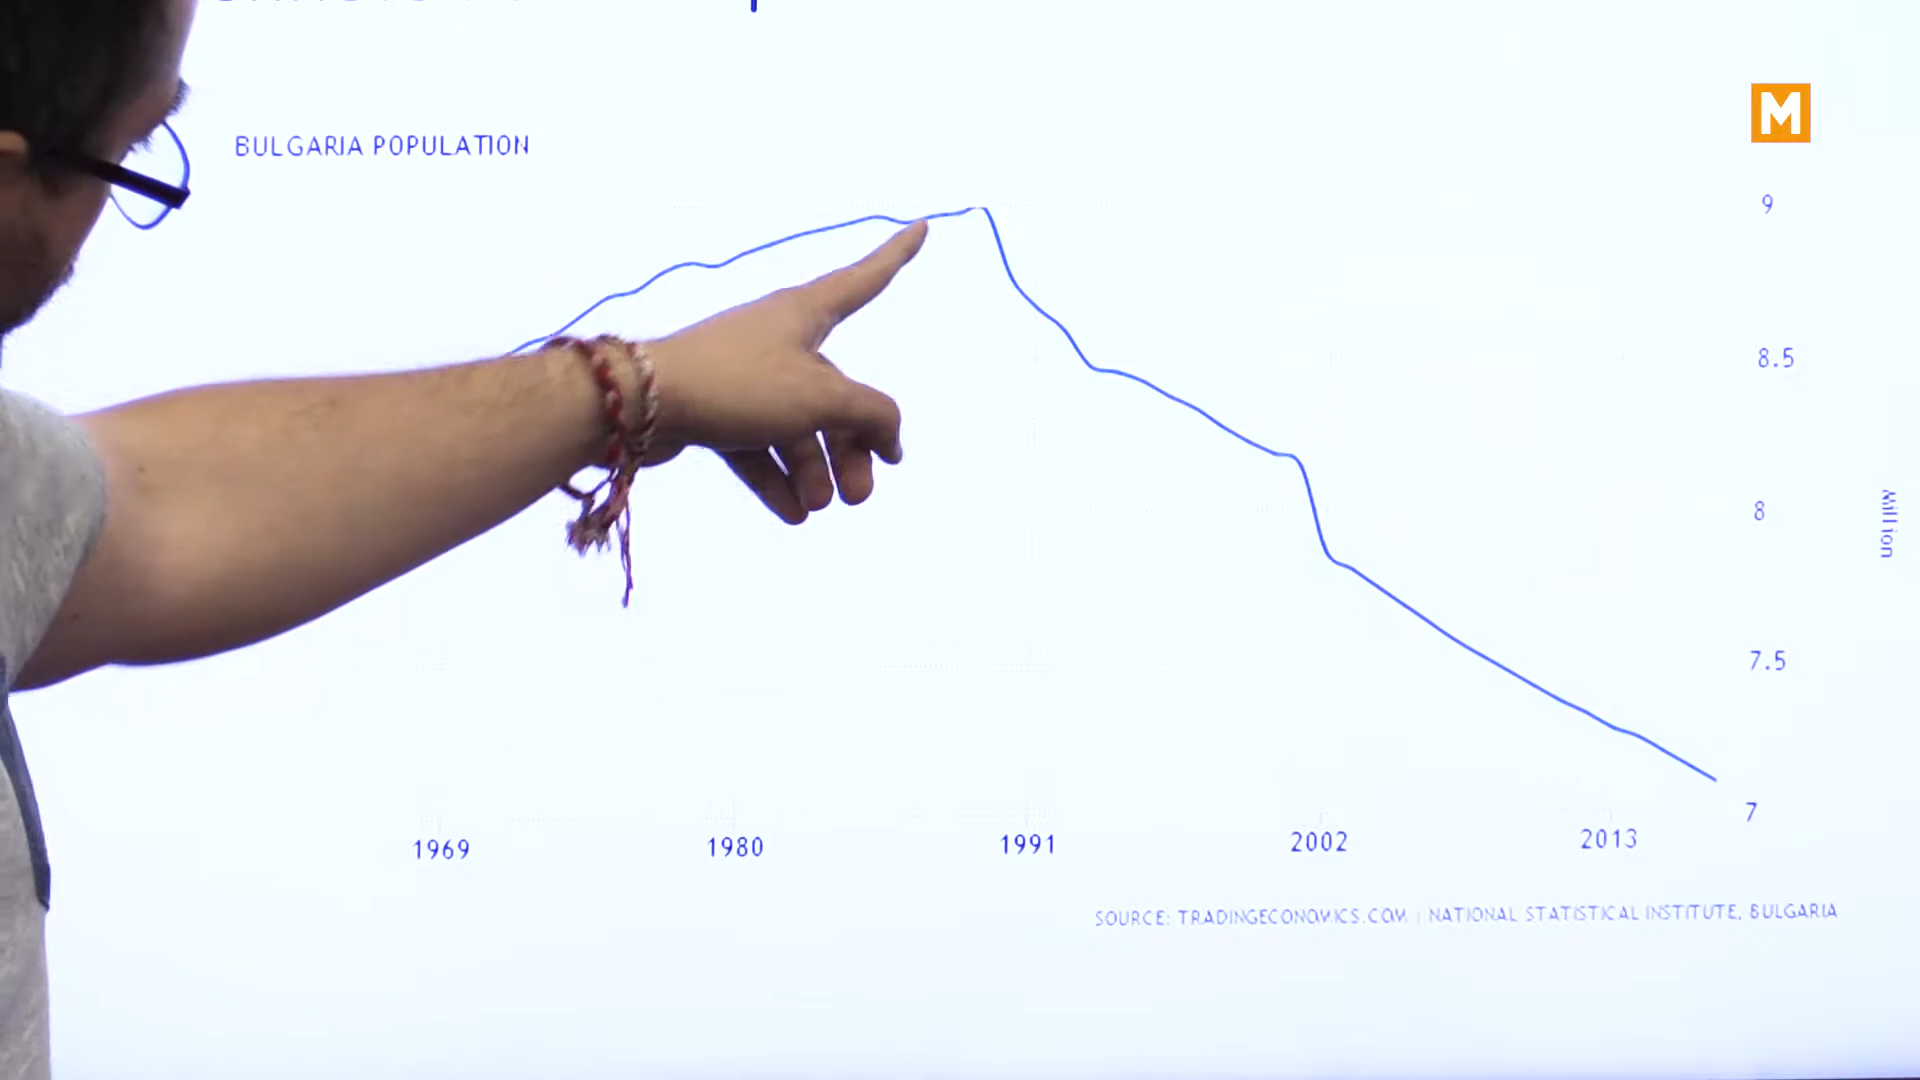 BULGARIA POPULATION
M
9
8.5
8
Million
7.5
7
1969 1980 1991 2002 2013
SOURCE: TRADINGECONOMICS.COM | NATIONAL STATISTICAL INSTITUTE, BULGARIA